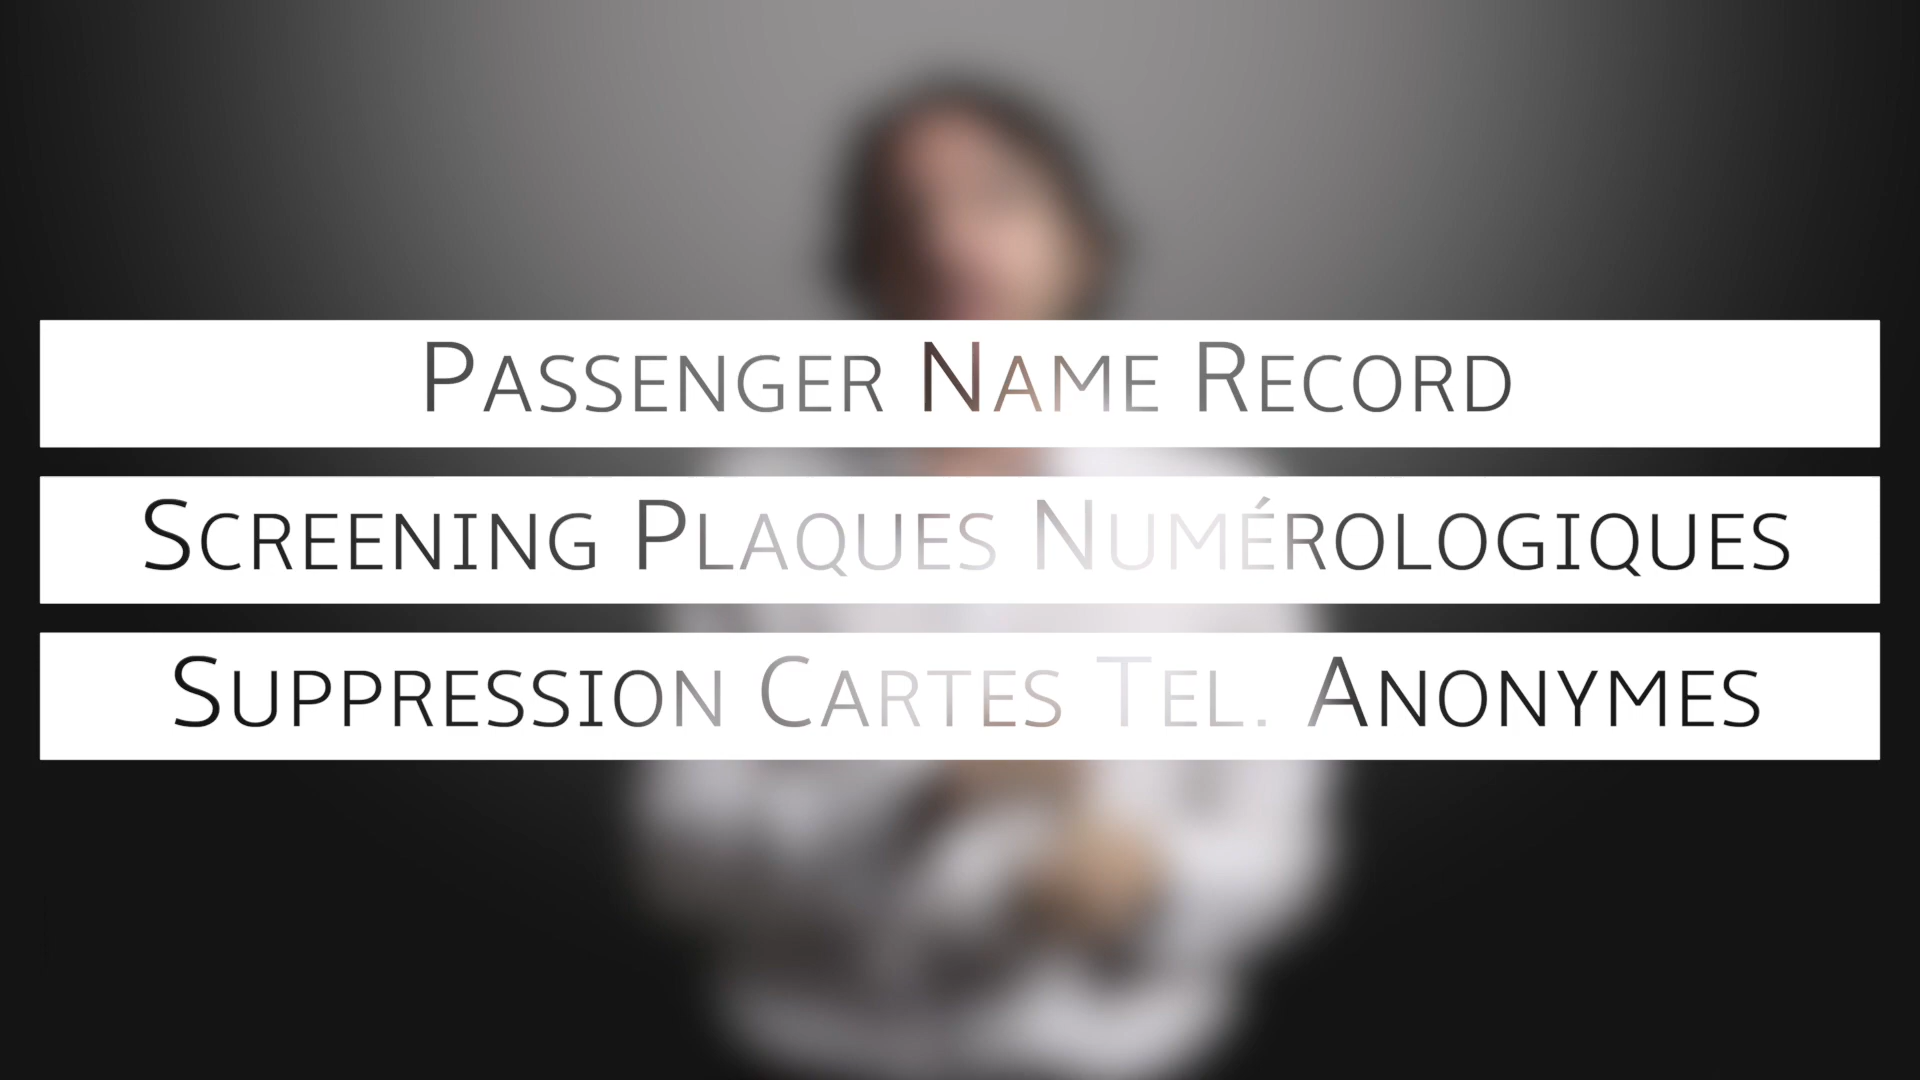 Passenger Name Record
Screening Plaques Numérologiques
Suppression Cartes Tel. Anonymes